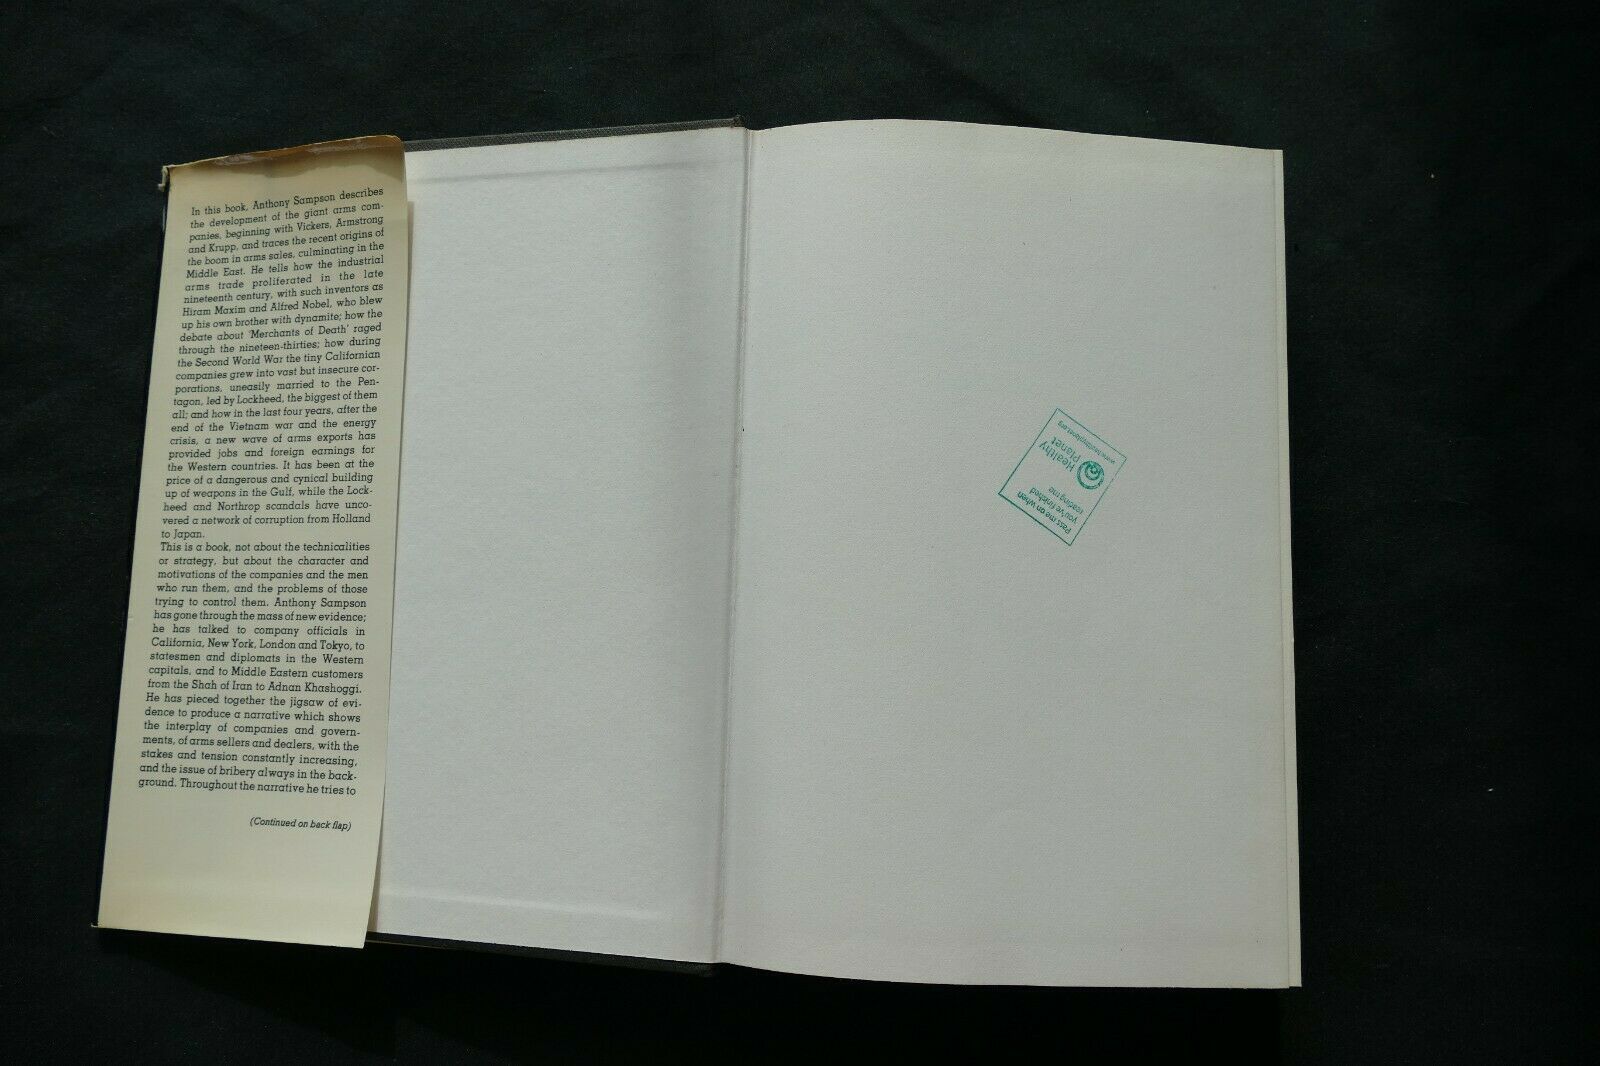 In this book, Anthony Sampson describes
the development of the giant arms com-
panies, beginning with Vickers, Armstrong
and Krupp, and traces the recent origins of
the boom in arms sales, culminating in the
Middle East. He tells how the industrial
arms trade proliferated in the late
nineteenth century, with such inventors as
Hiram Maxim and Alfred Nobel, who blew
up his own brother with dynamite; how the
debate about 'Merchants of Death' raged
through the nineteen-thirties; how during
the Second World War the tiny Californian
companies grew into vast but insecure cor-
porations, uneasily married to the Pen-
tagon, led by Lockheed, the biggest of them
all; and how in the last four years, after the
end of the Vietnam war and the energy
crisis, a new wave of arms exports has
provided jobs and foreign earnings for
the Western countries. It has been at the
price of a dangerous and cynical building
up of weapons in the Gulf, while the Lock-
heed and Northrop scandals have unco-
vered a network of corruption from Holland
to Japan.
This is a book, not about the technicalities
or strategy, but about the character and
motivations of the companies and the men
who run them, and the problems of those
trying to control them. Anthony Sampson
has gone through the mass of new evidence;
he has talked to company officials in
California, New York, London and Tokyo, to
statesmen and diplomats in the Western
capitals, and to Middle Eastern customers
from the Shah of Iran to Adnan Khashoggi.
He has pieced together the jigsaw of evi-
dence to produce a narrative which shows
the interplay of companies and govern-
ments, of arms sellers and dealers, with the
stakes and tension constantly increasing,
and the issue of bribery always in the back-
ground. Throughout the narrative he tries to
(Continued on back flap)
Pass me on when
you've finished
reading me
Healthy
Planet
www.healthyplanet.org